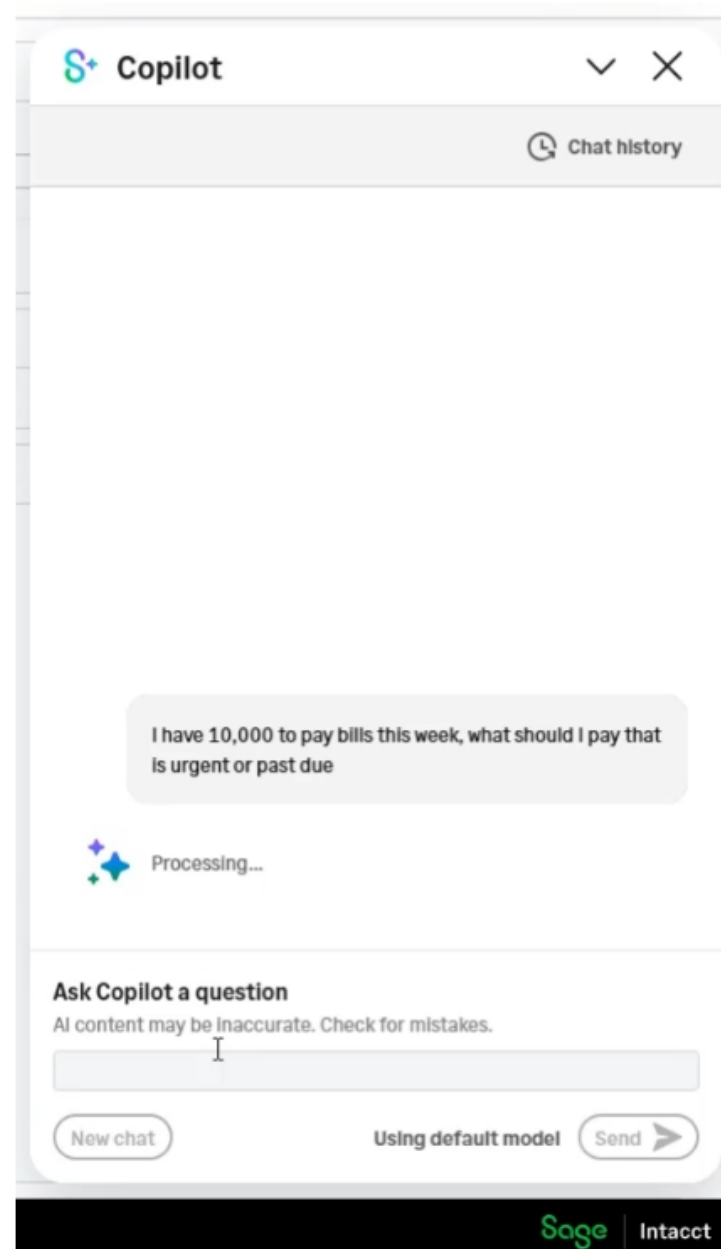 Copilot
Chat history
I have 10,000 to pay bills this week, what should I pay that
is urgent or past due
Processing...
Ask Copilot a question
AI content may be inaccurate. Check for mistakes.
New chat
Using default model
Send
Sage
Intacct